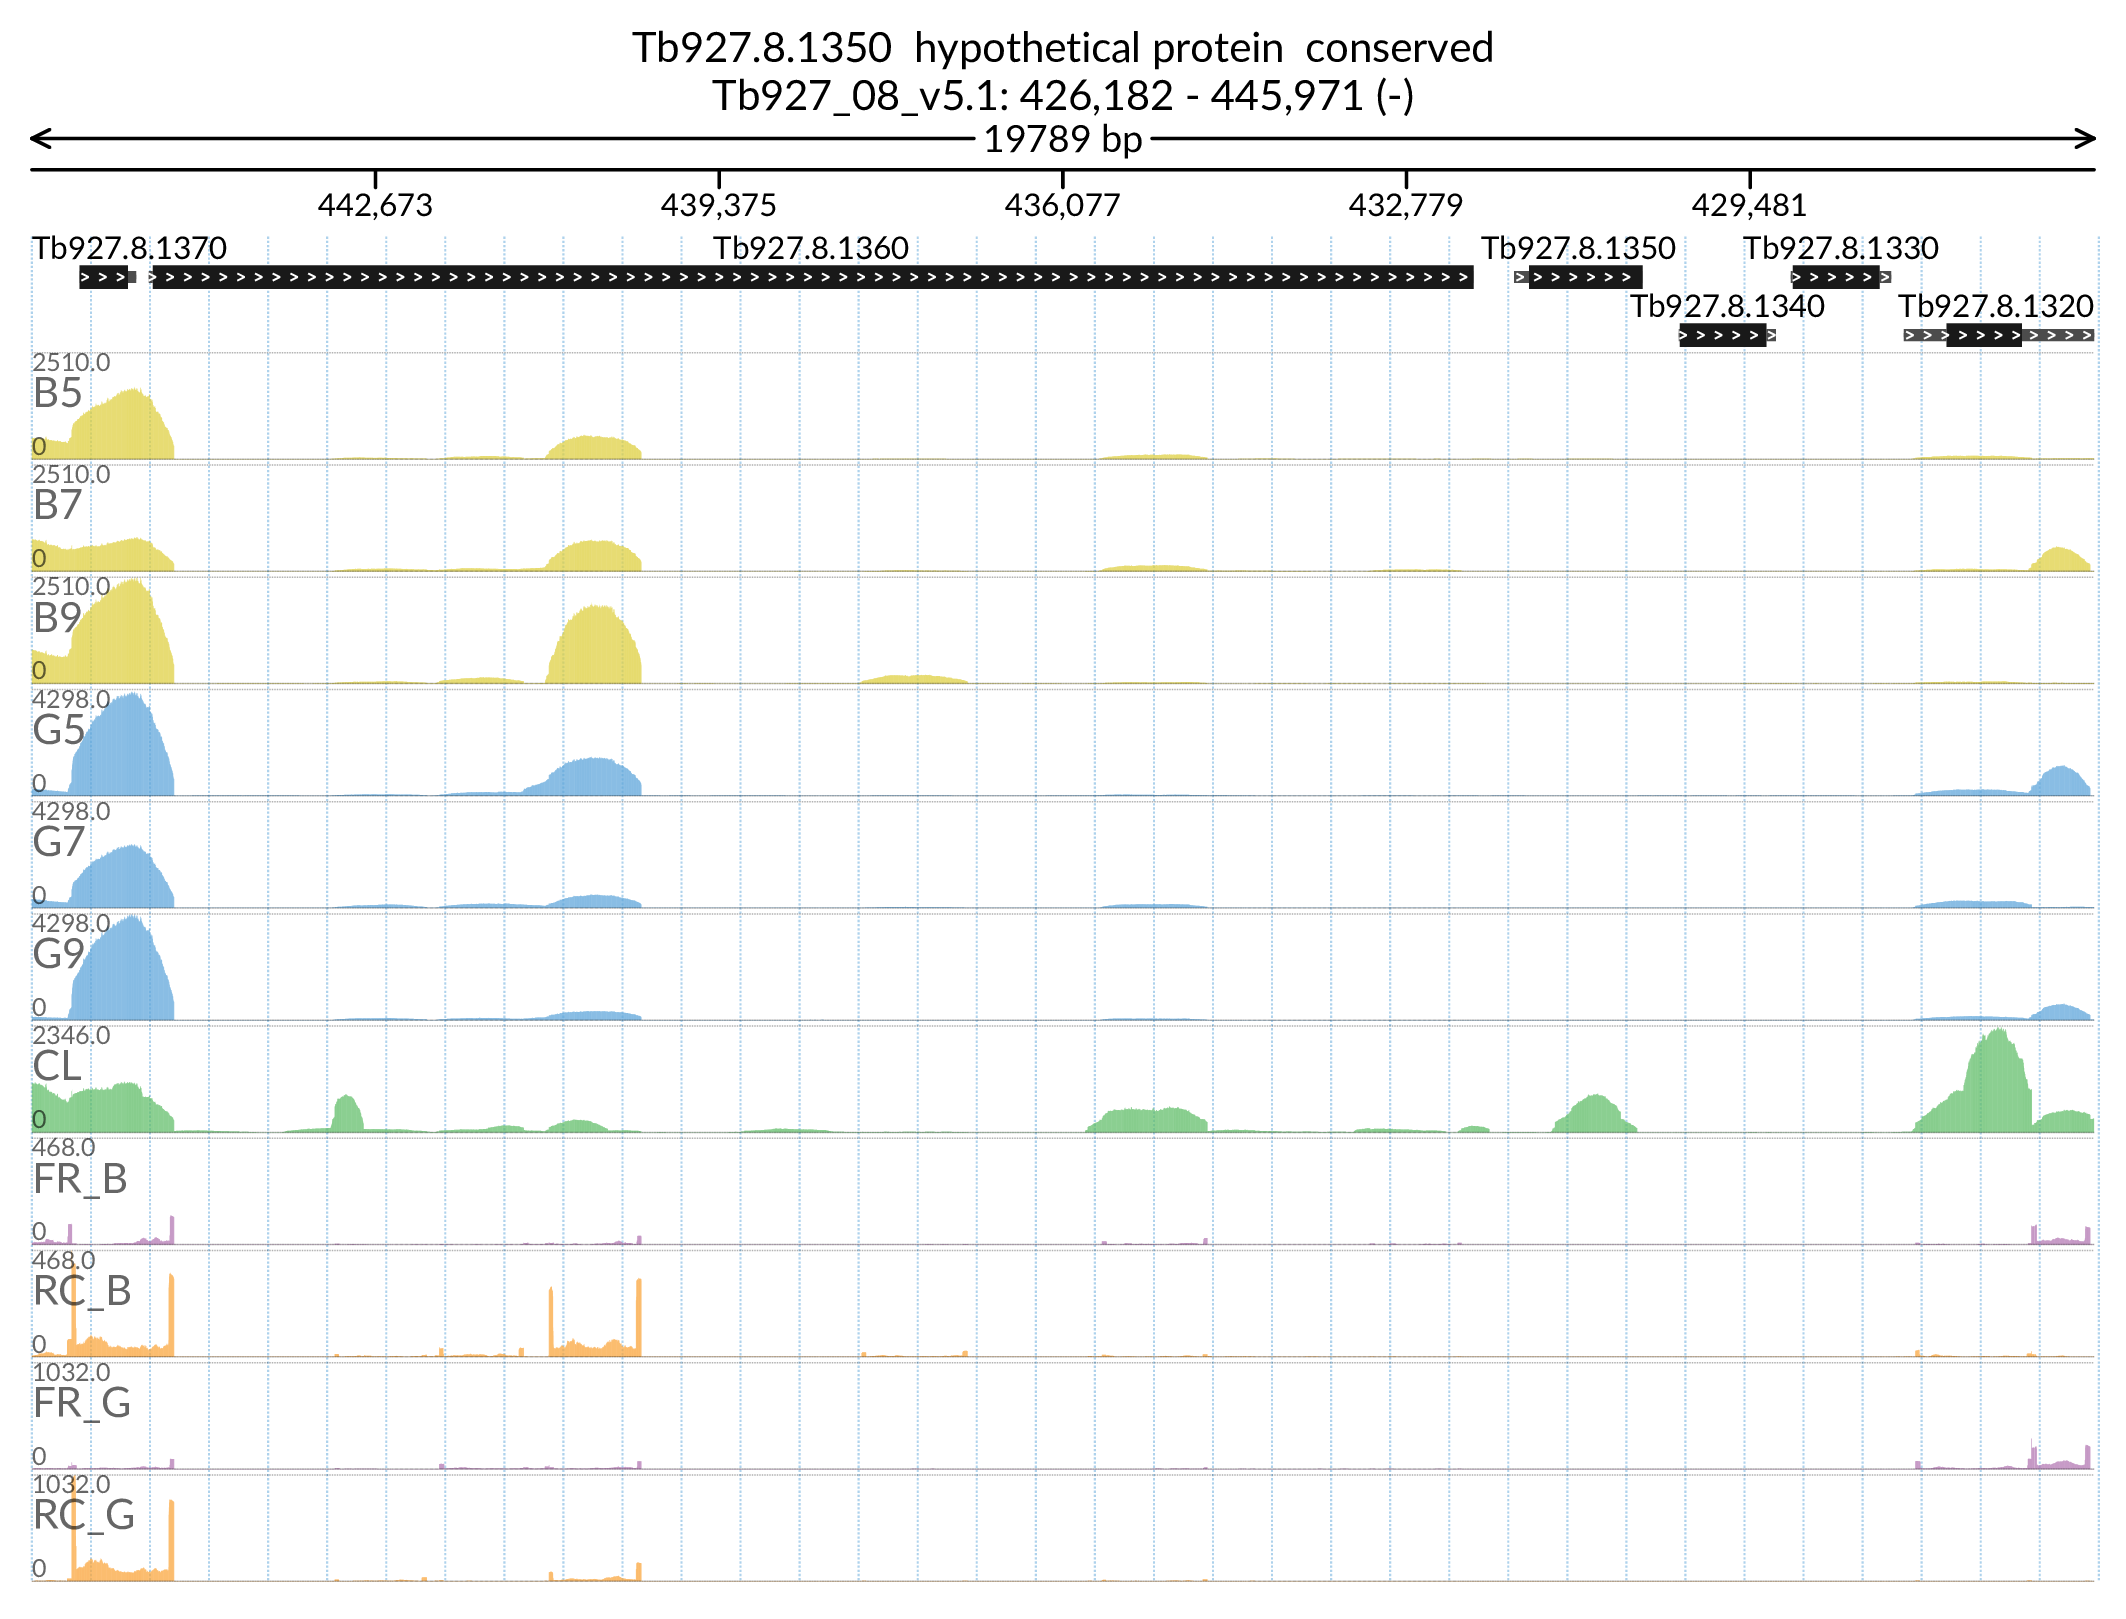 Tb927.8.1350  hypothetical protein  conserved
Tb927_08_v5.1: 426,182 - 445,971 (-)
19789 bp
442,673 439,375 436,077 432,779 429,481
Tb927.8.1370 Tb927.8.1360 Tb927.8.1350 Tb927.8.1330
Tb927.8.1340 Tb927.8.1320
2510.0
B5
0
2510.0
B7
0
2510.0
B9
0
4298.0
G5
0
4298.0
G7
0
4298.0
G9
0
2346.0
CL
0
468.0
FR_B
0
468.0
RC_B
0
1032.0
FR_G
0
1032.0
RC_G
0